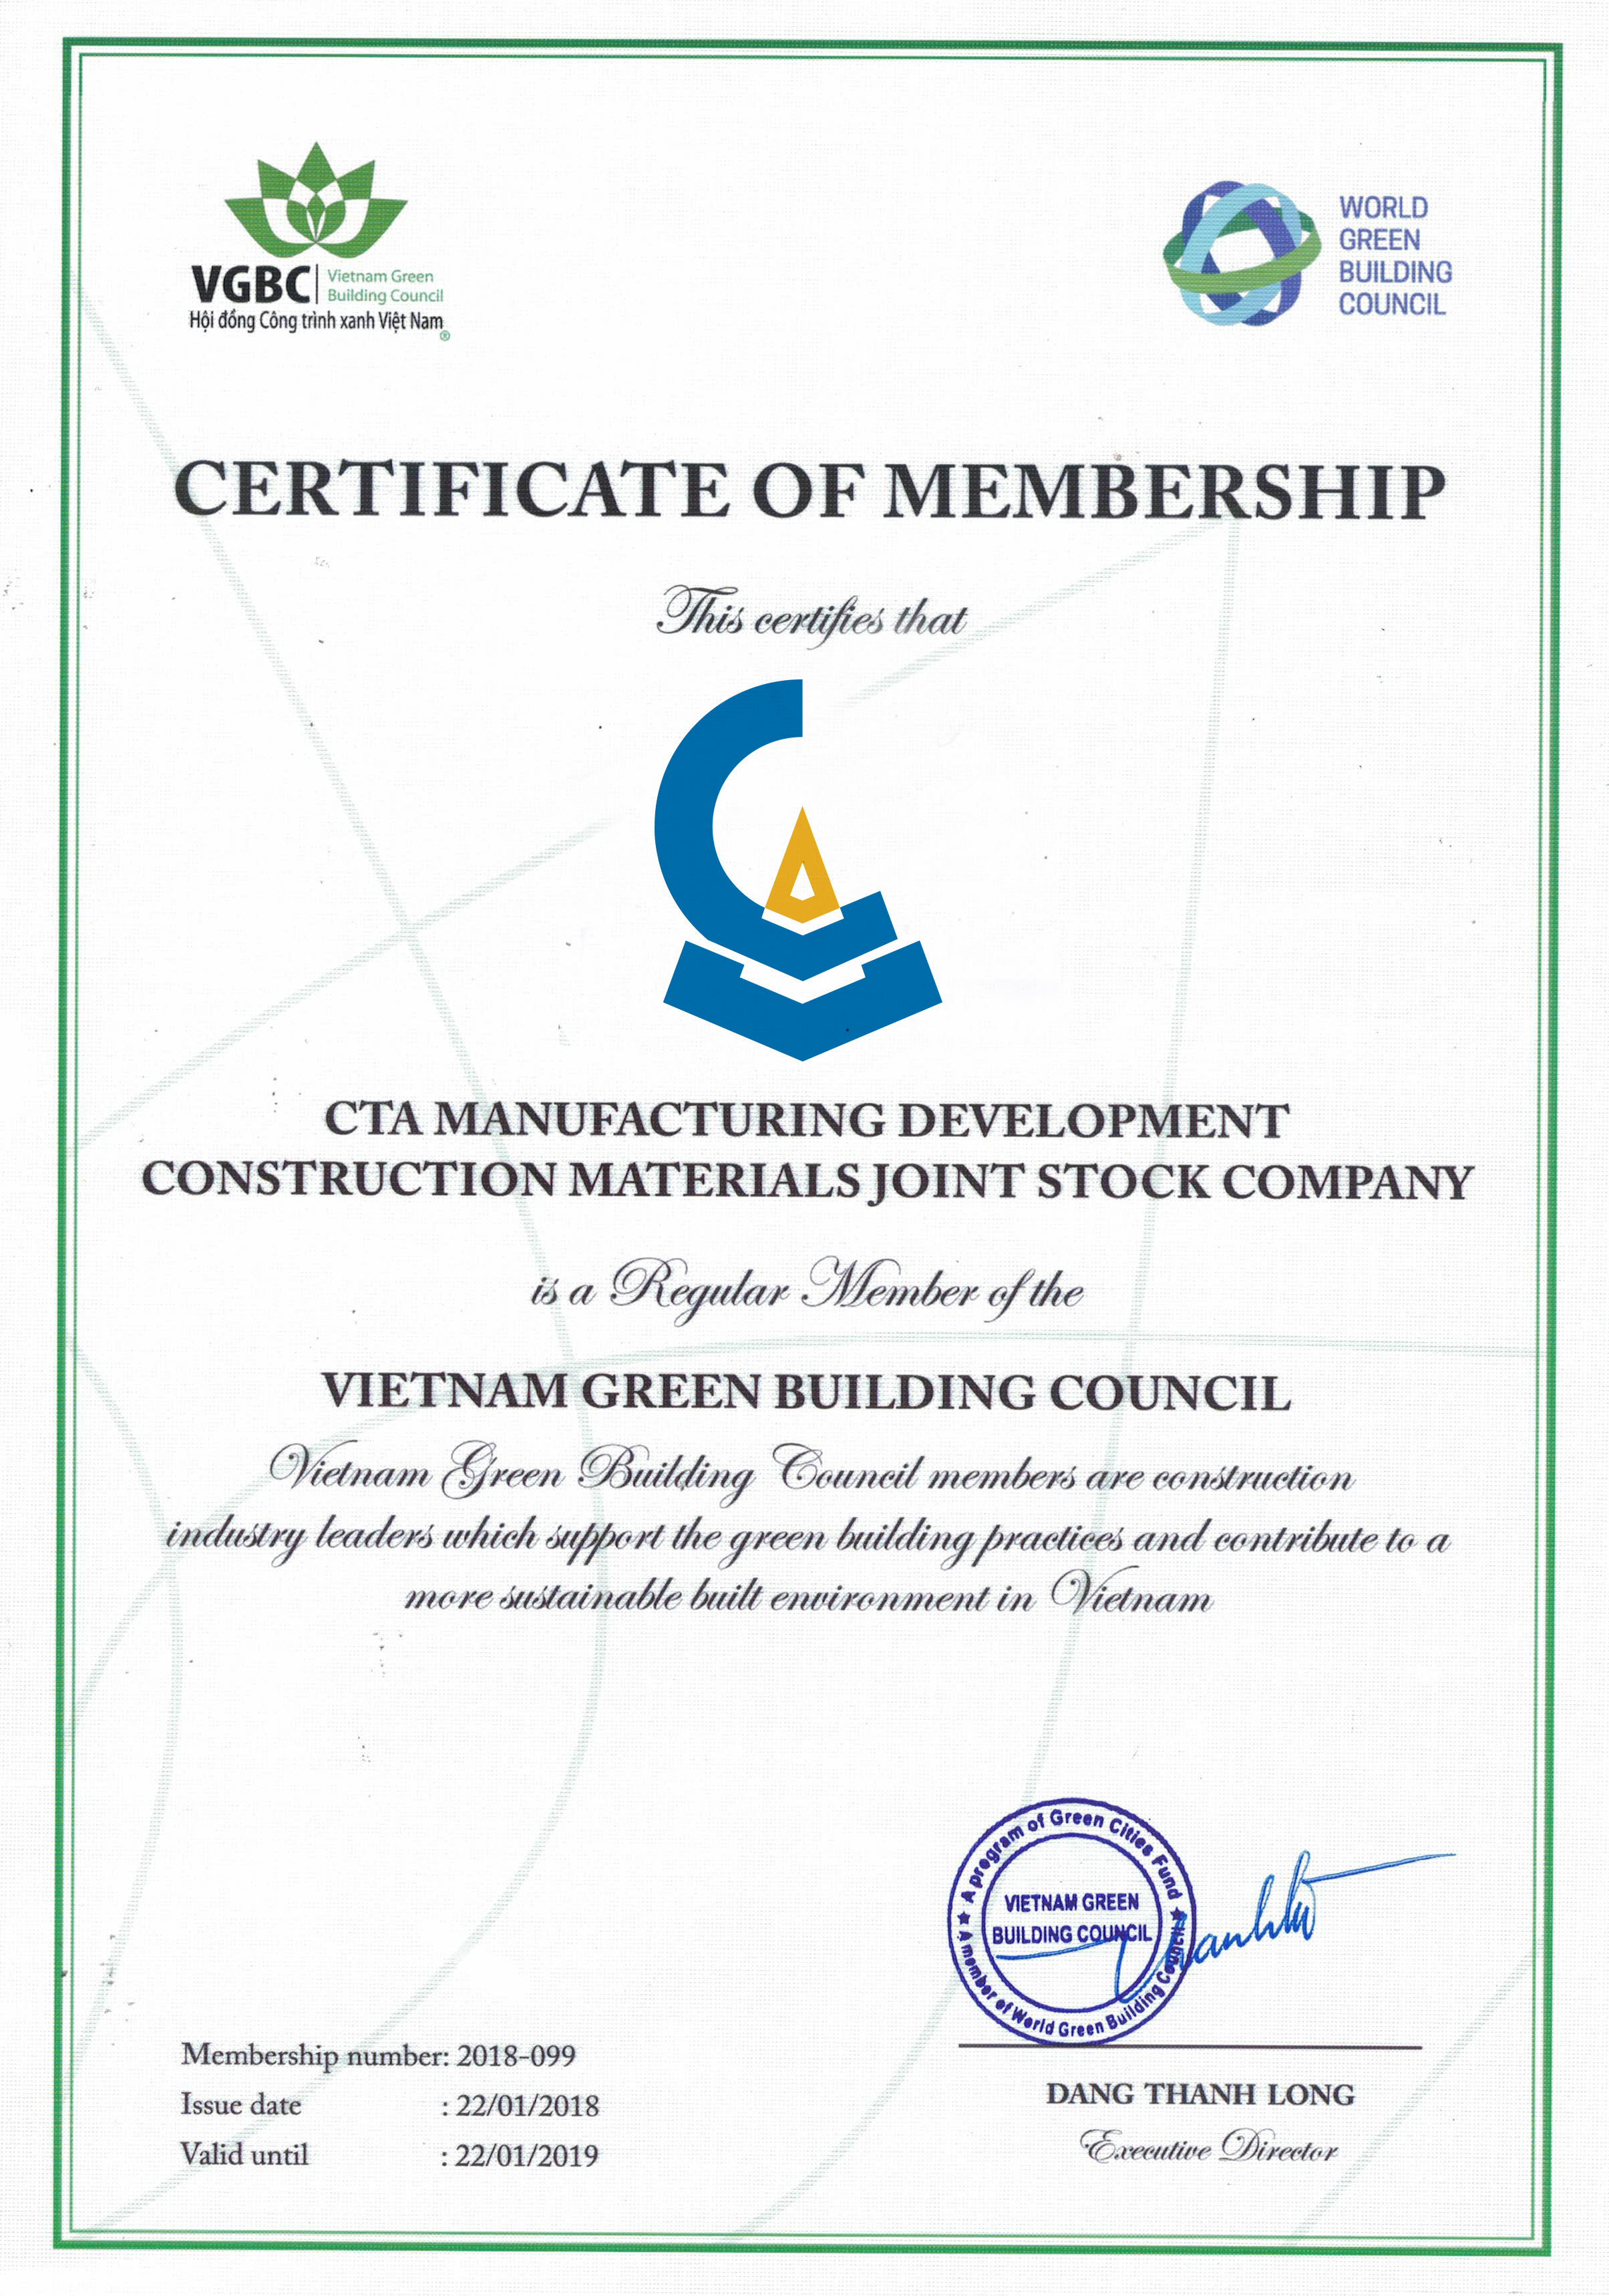 VGBC
Vietnam Green
Building Council
Hội đồng Công trình xanh Việt Nam
®
WORLD
GREEN
BUILDING
COUNCIL
CERTIFICATE OF MEMBERSHIP
This certifies that
CTA MANUFACTURING DEVELOPMENT
CONSTRUCTION MATERIALS JOINT STOCK COMPANY
is a Regular Member of the
VIETNAM GREEN BUILDING COUNCIL
Vietnam Green Building Council members are construction
industry leaders which support the green building practices and contribute to a
more sustainable built environment in Vietnam
A program of Green Cities Fund
VIETNAM GREEN
BUILDING COUNCIL
A member of World Green Building Council
Membership number: 2018-099
Issue date : 22/01/2018
Valid until : 22/01/2019
DANG THANH LONG
Executive Director